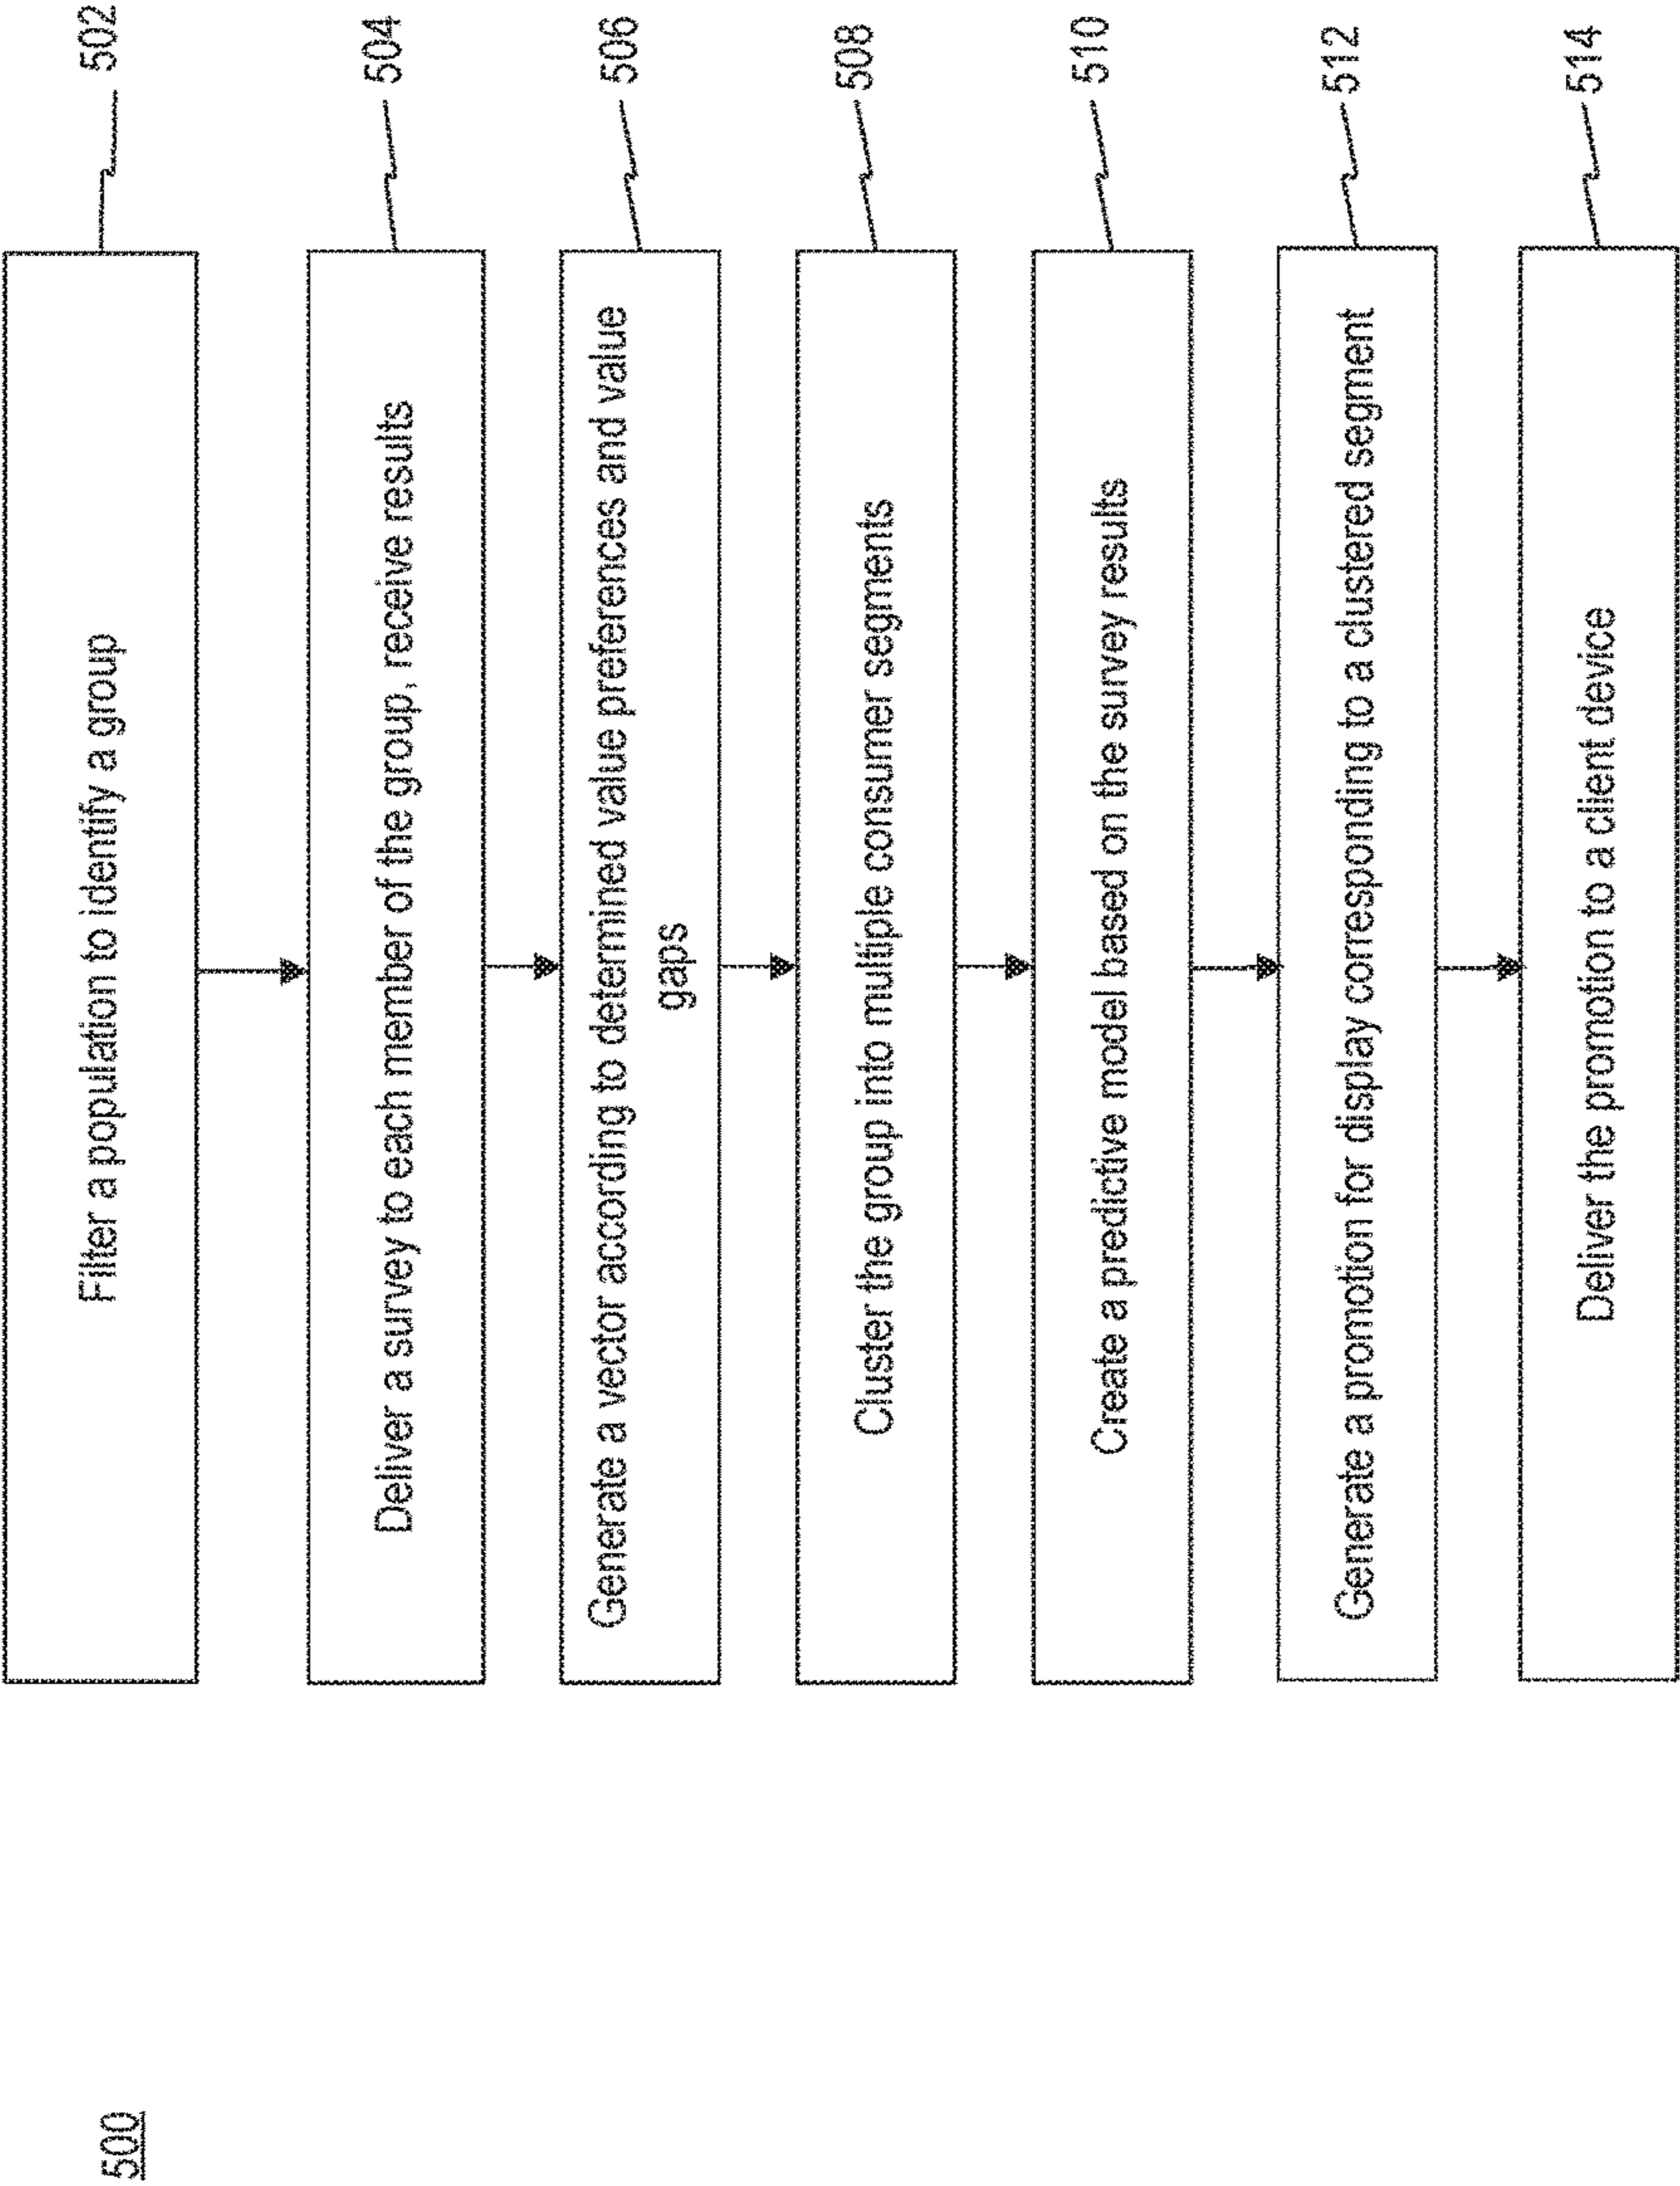 500
Filter a population to identify a group
502
Deliver a survey to each member of the group, receive results
504
Generate a vector according to determined value preferences and value
gaps
506
Cluster the group into multiple consumer segments
508
Create a predictive model based on the survey results
510
Generate a promotion for display corresponding to a clustered segment
512
Deliver the promotion to a client device
514